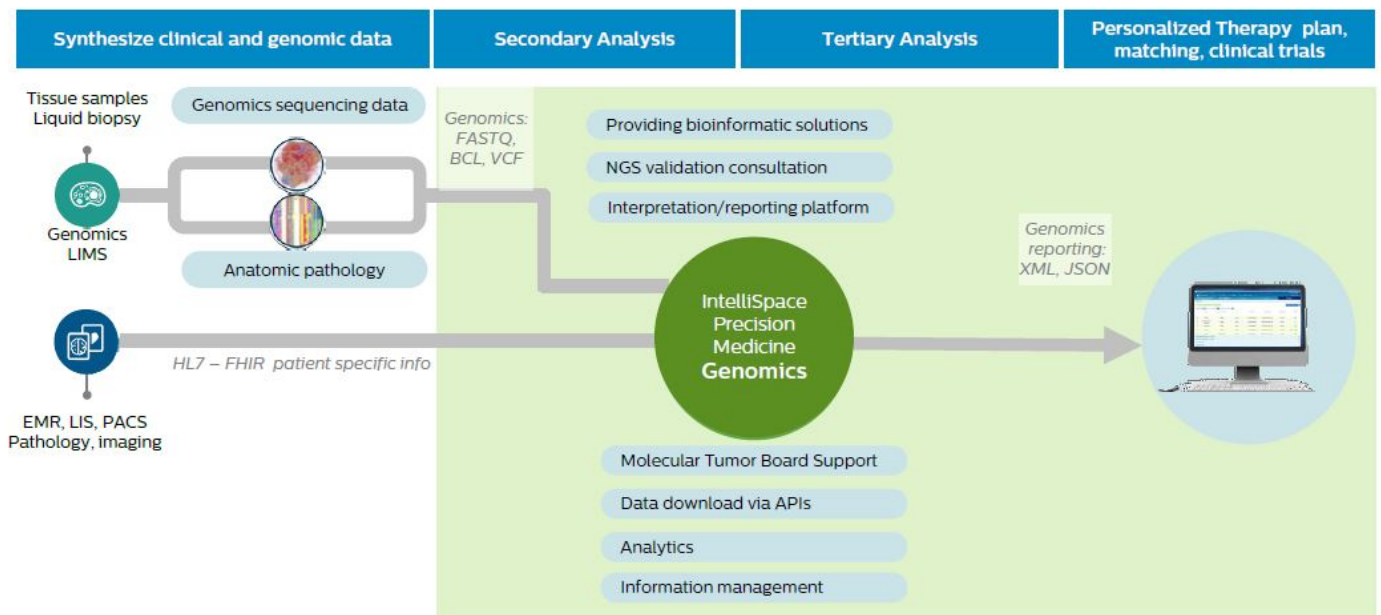 Synthesize clinical and genomic data
Secondary Analysis
Tertiary Analysis
Personalized Therapy plan,
matching, clinical trials
Tissue samples
Liquid biopsy
Genomics sequencing data
Genomics:
FASTQ,
BCL, VCF
Providing bioinformatic solutions
NGS validation consultation
Interpretation/reporting platform
Genomics
LIMS
Anatomic pathology
Genomics
reporting:
XML, JSON
IntelliSpace
Precision
Medicine
Genomics
HL7 – FHIR patient specific info
EMR, LIS, PACS
Pathology, imaging
Molecular Tumor Board Support
Data download via APIs
Analytics
Information management